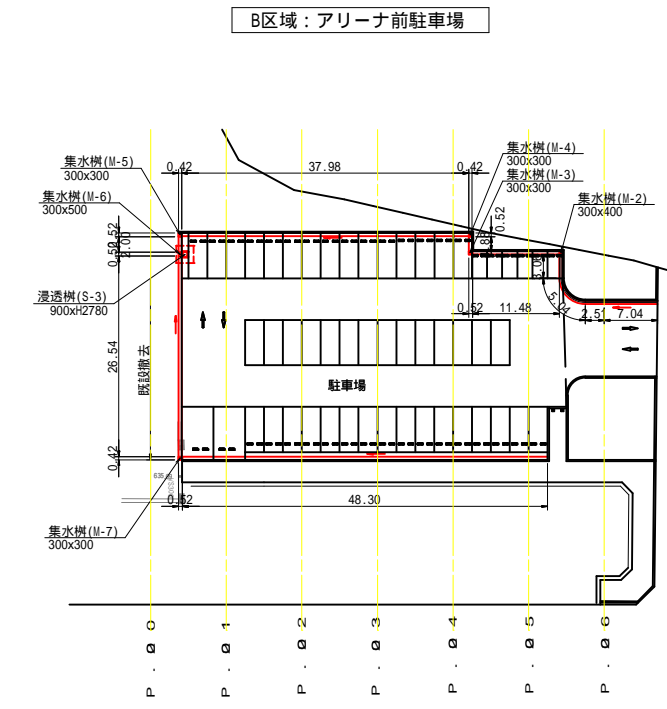 B区域：アリーナ前駐車場
集水桝(M-5)
300x300
集水桝(M-6)
300x500
浸透桝(S-3)
900xH2780
0.42
37.98
0.42
集水桝(M-4)
300x300
集水桝(M-3)
300x300
集水桝(M-2)
300x400
0.52
2.00
0.52
26.54
0.42
既設撤去
0.52
11.48
5.04
2.51
7.04
駐車場
0.52
48.30
集水桝(M-7)
300x300
P.00
P.01
P.02
P.03
P.04
P.05
P.06